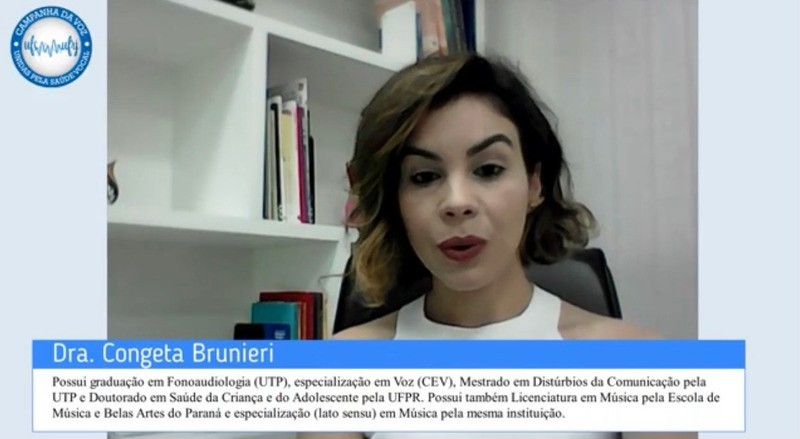 CAMPANHA DA VOZ
UNIDAS PELA SAÚDE VOCAL
Dra. Congeta Brunieri
Possui graduação em Fonoaudiologia (UTP), especialização em Voz (CEV), Mestrado em Distúrbios da Comunicação pela
UTP e Doutorado em Saúde da Criança e do Adolescente pela UFPR. Possui também Licenciatura em Música pela Escola de
Música e Belas Artes do Paraná e especialização (lato sensu) em Música pela mesma instituição.